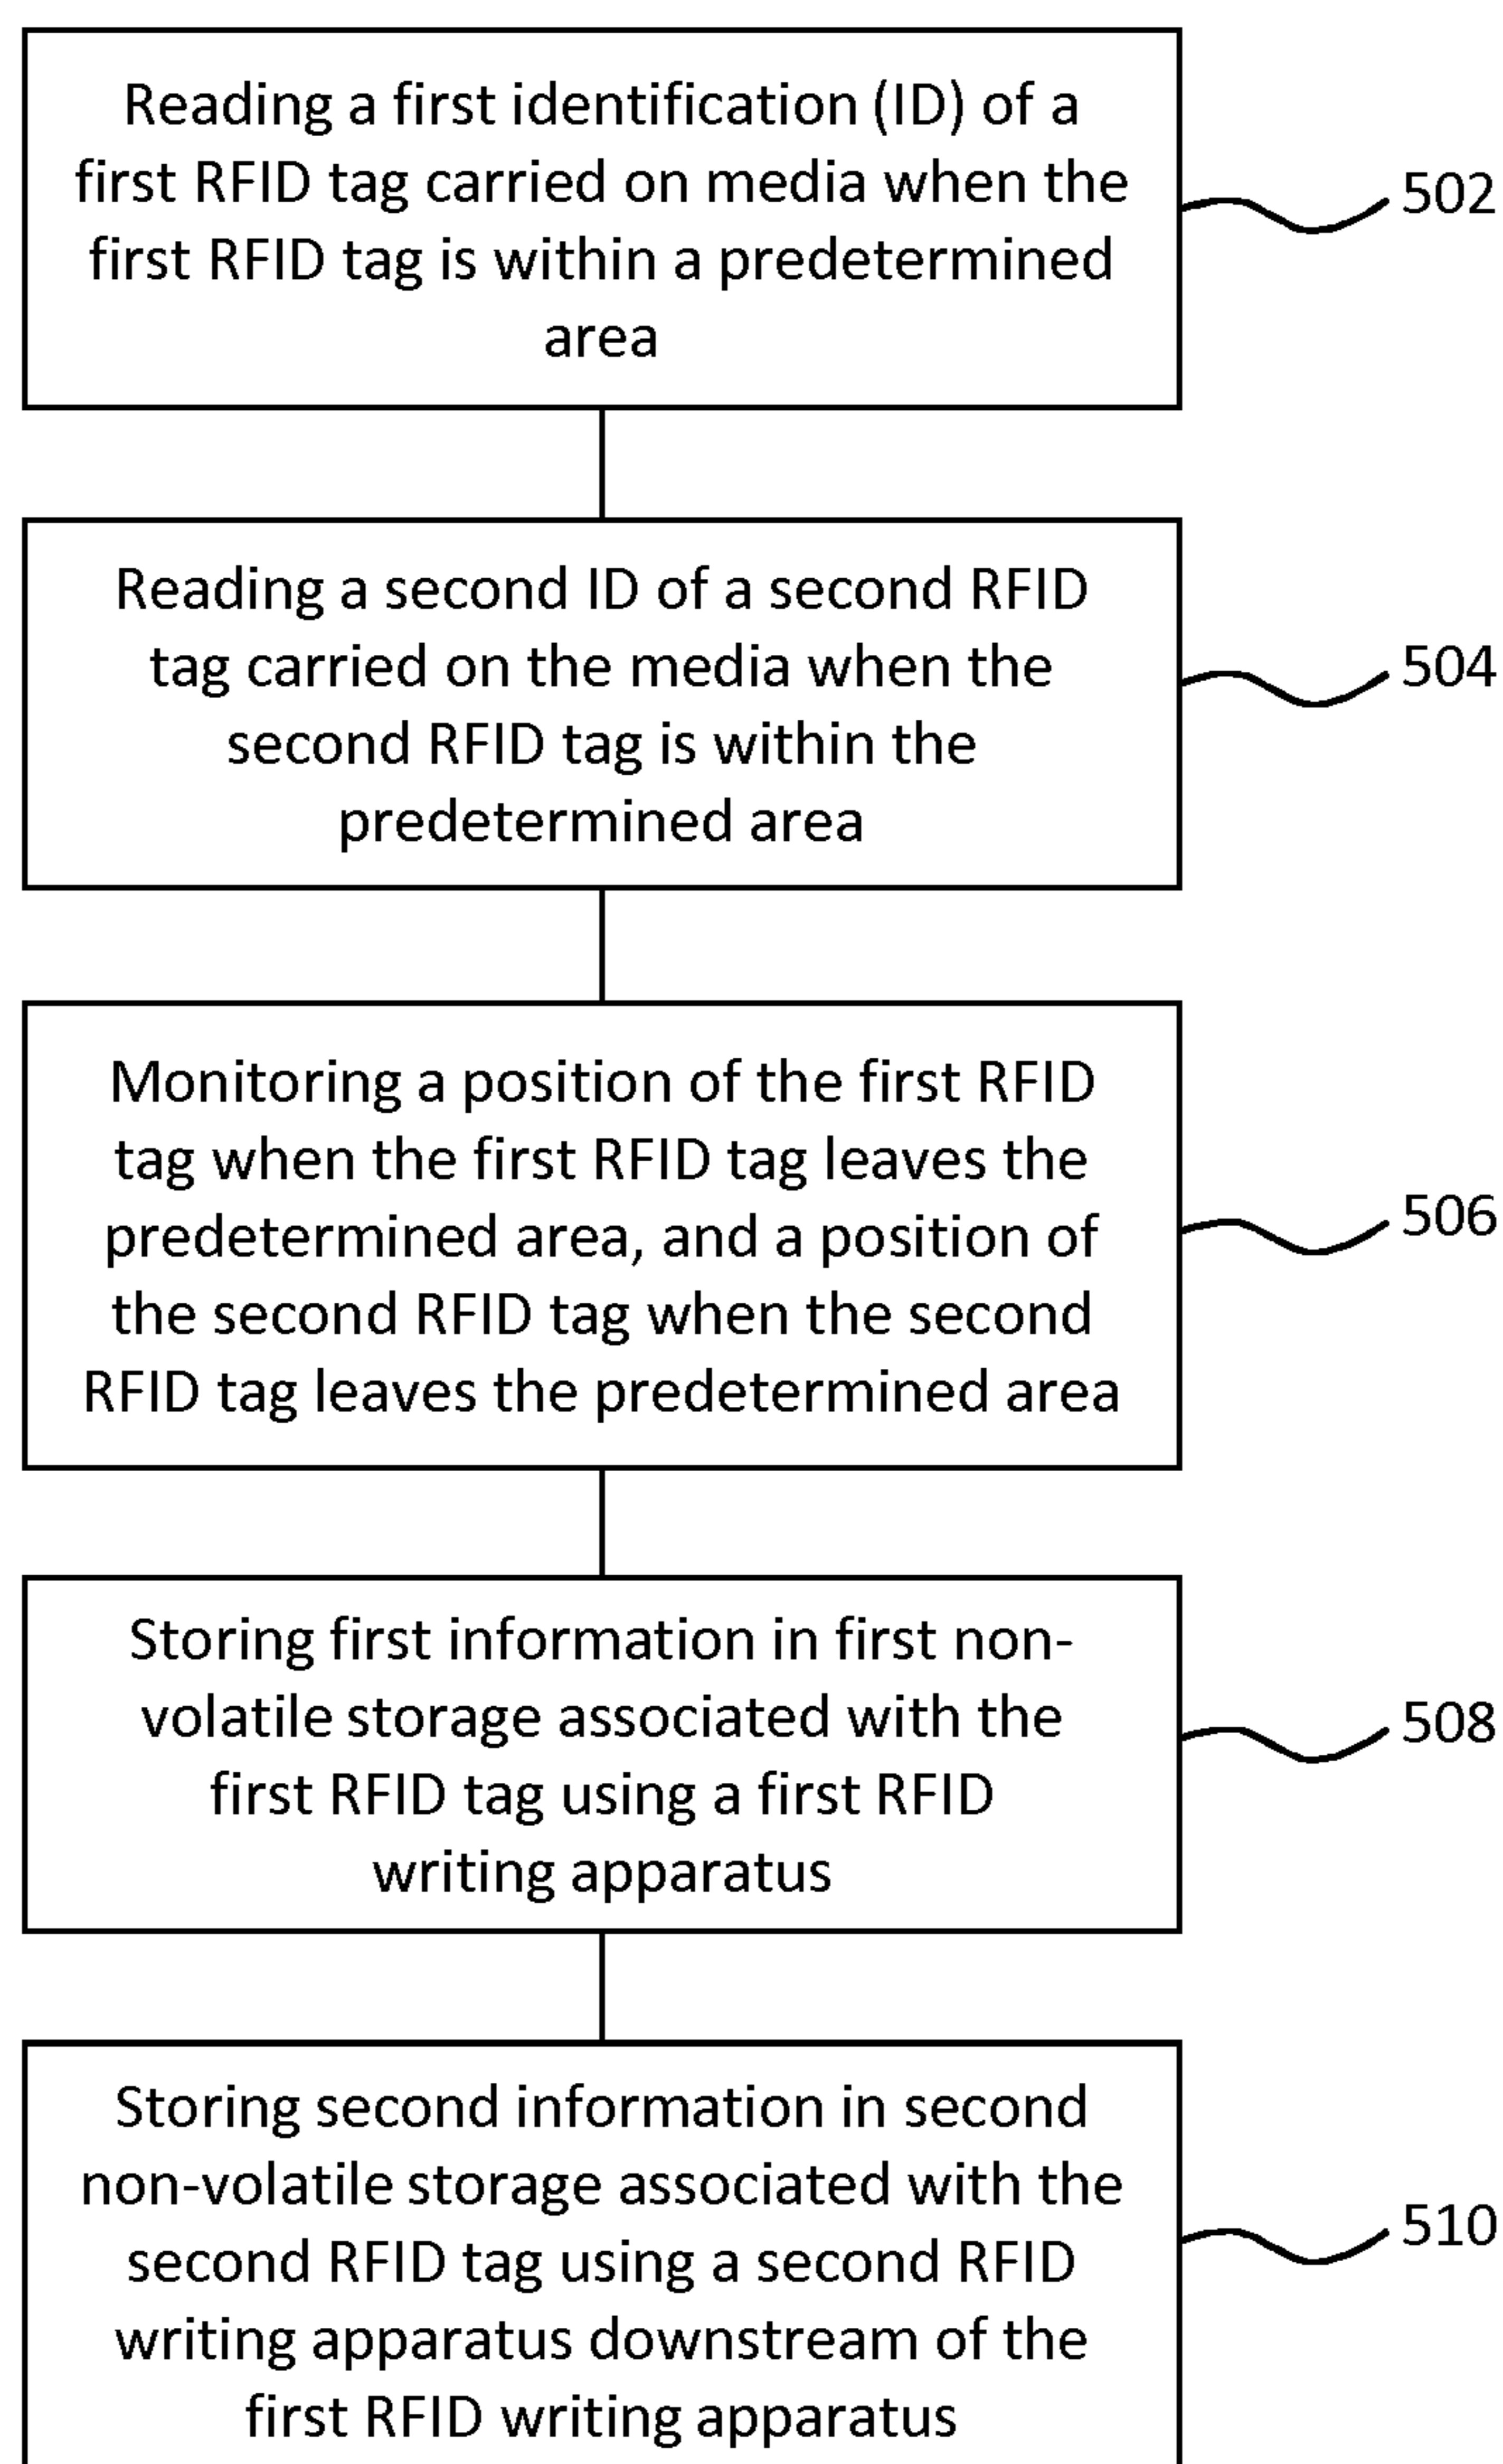 Reading a first identification (ID) of a
first RFID tag carried on media when the
first RFID tag is within a predetermined
area
502
Reading a second ID of a second RFID
tag carried on the media when the
second RFID tag is within the
predetermined area
504
Monitoring a position of the first RFID
tag when the first RFID tag leaves the
predetermined area, and a position of
the second RFID tag when the second
RFID tag leaves the predetermined area
506
Storing first information in first non-
volatile storage associated with the
first RFID tag using a first RFID
writing apparatus
508
Storing second information in second
non-volatile storage associated with the
second RFID tag using a second RFID
writing apparatus downstream of the
first RFID writing apparatus
510